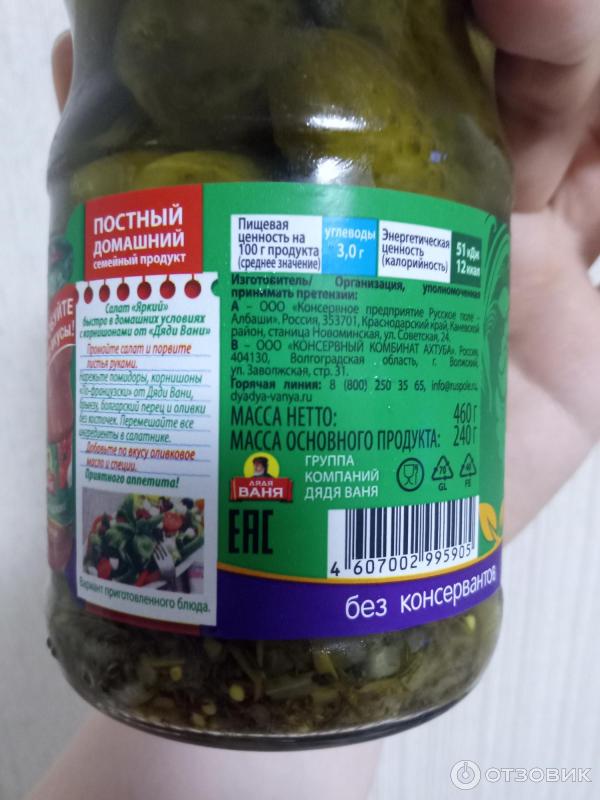 ПОСТНЫЙ
ДОМАШНИЙ
семейный продукт
Салат «Яркий»
быстро в домашних условиях
с корнишонами от «Дяди Вани»
Промойте салат и порвите
листья руками.
Нарежьте помидоры, корнишоны
«По-французски» от Дяди Вани,
брынзу, болгарский перец и оливки
без косточек. Перемешайте все
ингредиенты в салатнике.
Добавьте по вкусу оливковое
масло и специи.
Приятного аппетита!
Вариант приготовленного блюда.
Пищевая
ценность на
100 г продукта
(среднее значение)
углеводы
3,0 г
Энергетическая
ценность
(калорийность)
51 кДж
12 ккал
Изготовитель/ Организация, уполномоченная
принимать претензии:
А – ООО «Консервное предприятие Русское поле –
Албаши». Россия, 353701, Краснодарский край, Каневской
район, станица Новоминская, ул. Советская, 24.
В – ООО «КОНСЕРВНЫЙ КОМБИНАТ АХТУБА». Россия,
404130, Волгоградская область, г. Волжский,
ул. Заволжская, стр. 31.
Горячая линия: 8 (800) 250 35 65, info@ruspole.ru,
dyadya-vanya.ru
МАССА НЕТТО: 460 г
МАССА ОСНОВНОГО ПРОДУКТА: 240 г
ДЯДЯ
ВАНЯ
ГРУППА
КОМПАНИЙ
ДЯДЯ ВАНЯ
70
GL
40
FE
ЕАС
4 607002 995905
без консервантов
ОТЗОВИК